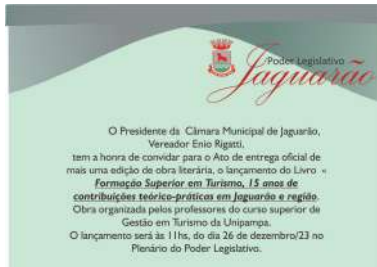 Poder Legislativo
Jaguarão
O Presidente da Câmara Municipal de Jaguarão,
Vereador Enio Rigatti,
tem a honra de convidar para o Ato de entrega oficial de
mais uma edição de obra literária, o lançamento do Livro «
Formação Superior em Turismo, 15 anos de
contribuições teórico-práticas em Jaguarão e região.
Obra organizada pelos professores do curso superior de
Gestão em Turismo da Unipampa.
O lançamento será às 11hs, do dia 26 de dezembro/23 no
Plenário do Poder Legislativo.